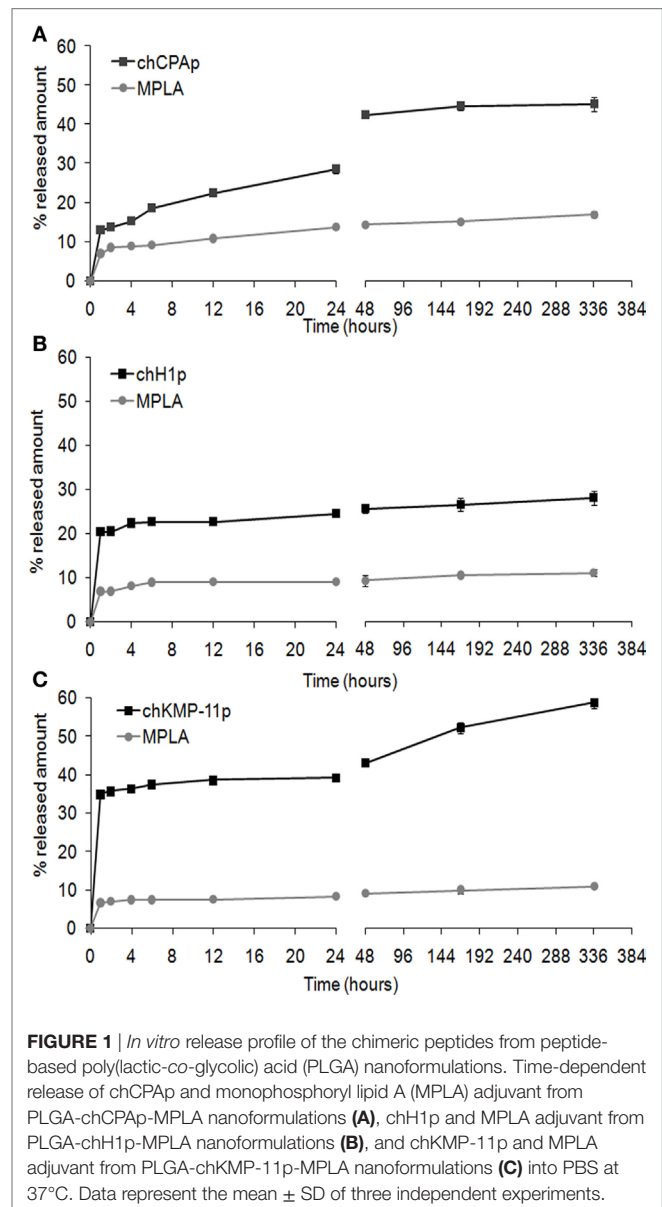 A
60
50
40
30
20
10
0
% released amount
chCPAp
MPLA
0 4 8 12 16 20 24 48 96 144 192 240 288 336 384
Time (hours)
B
60
50
40
30
20
10
0
% released amount
chH1p
MPLA
0 4 8 12 16 20 24 48 96 144 192 240 288 336 384
Time (hours)
C
60
50
40
30
20
10
0
% released amount
chKMP-11p
MPLA
0 4 8 12 16 20 24 48 96 144 192 240 288 336 384
Time (hours)
FIGURE 1 | In vitro release profile of the chimeric peptides from peptide-
based poly(lactic-co-glycolic) acid (PLGA) nanoformulations. Time-dependent
release of chCPAp and monophosphoryl lipid A (MPLA) adjuvant from
PLGA-chCPAp-MPLA nanoformulations (A), chH1p and MPLA adjuvant from
PLGA-chH1p-MPLA nanoformulations (B), and chKMP-11p and MPLA
adjuvant from PLGA-chKMP-11p-MPLA nanoformulations (C) into PBS at
37°C. Data represent the mean ± SD of three independent experiments.